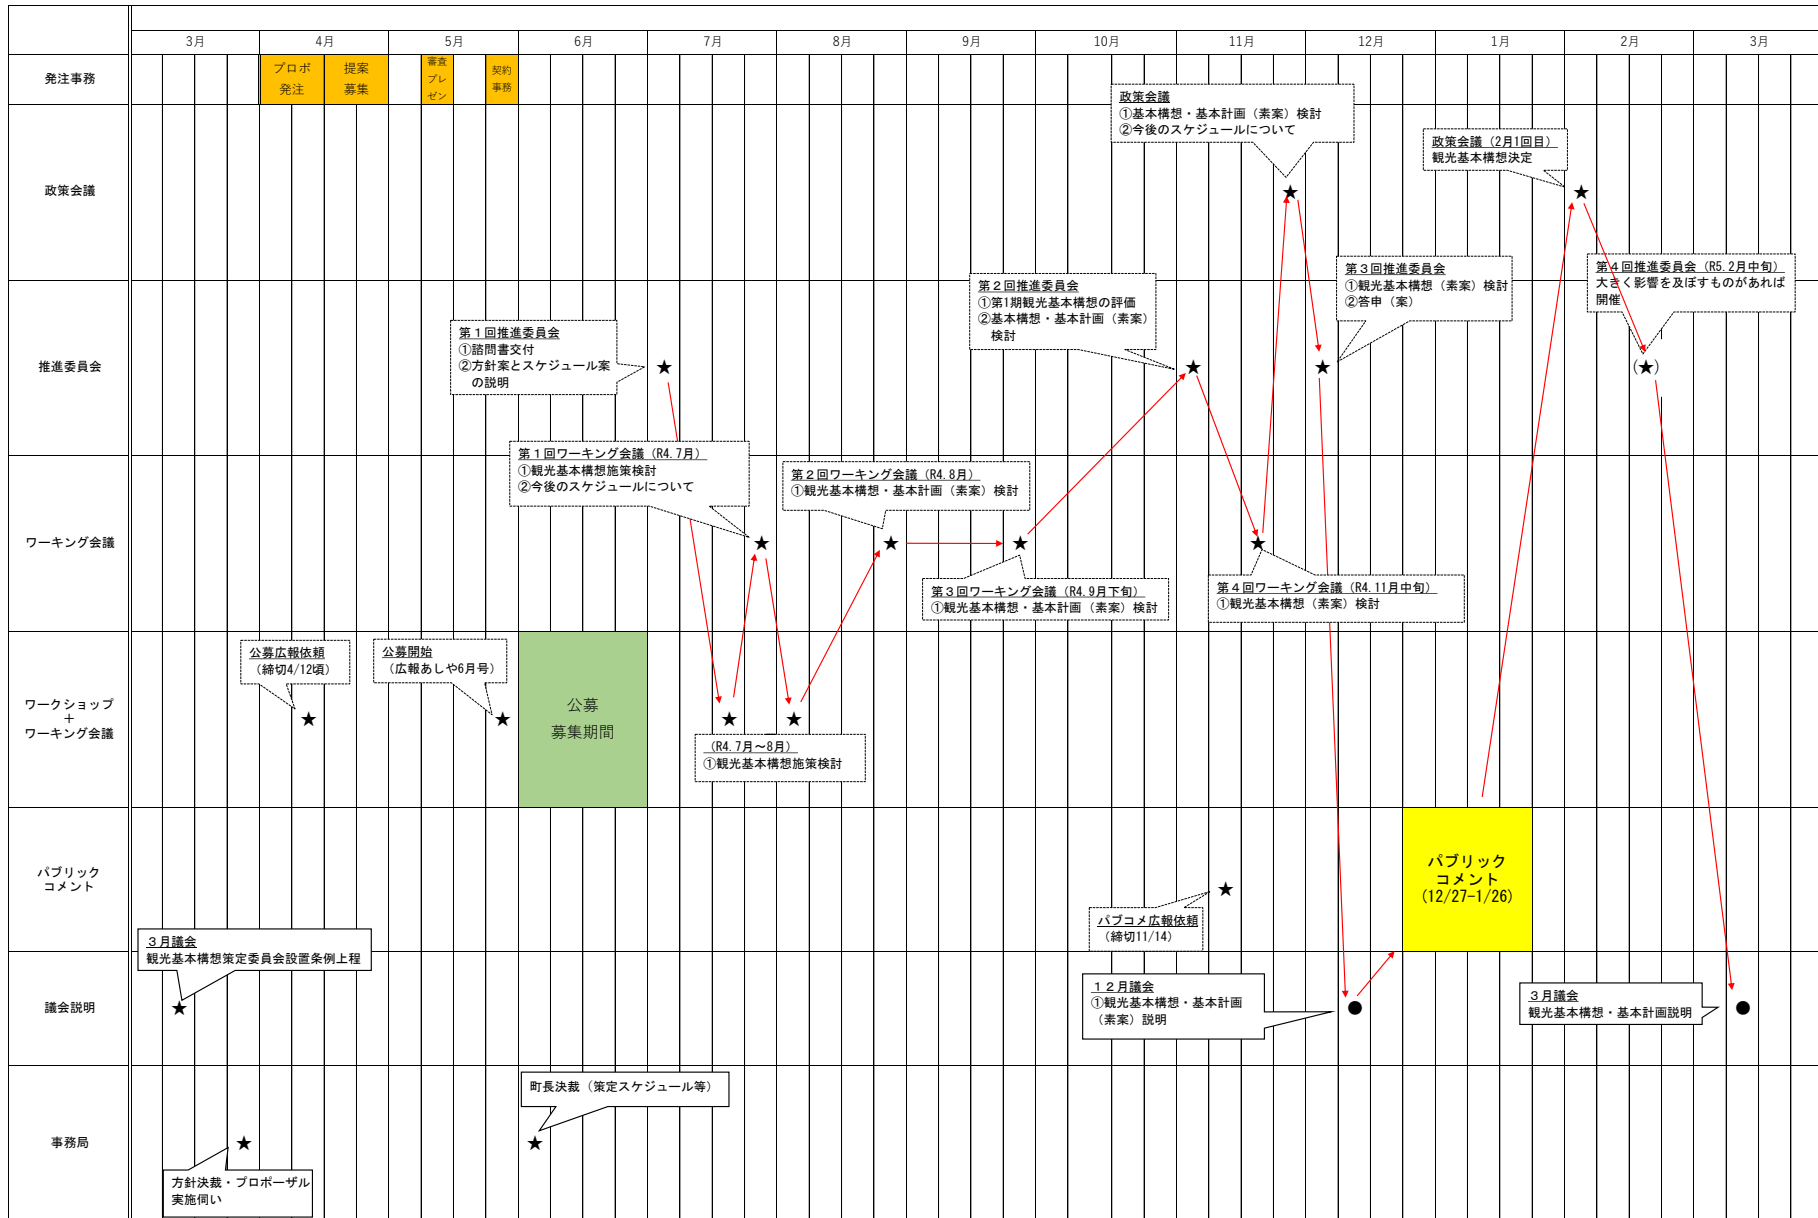 3月
4月
5月
6月
7月
8月
9月
10月
11月
12月
1月
2月
3月
発注事務
プロポ
発注
提案
募集
審査
プレ
ゼン
契約
事務
政策会議
政策会議
①基本構想・基本計画（素案）検討
②今後のスケジュールについて
★
政策会議（2月1回目）
観光基本構想決定
★
推進委員会
第１回推進委員会
①諮問書交付
②方針案とスケジュール案
の説明
★
第２回推進委員会
①第1期観光基本構想の評価
②基本構想・基本計画（素案）
検討
★
第３回推進委員会
①観光基本構想（素案）検討
②答申（案）
★
第４回推進委員会（R5.2月中旬）
大きく影響を及ぼすものがあれば
開催
(★)
ワーキング会議
第１回ワーキング会議（R4.7月）
①観光基本構想施策検討
②今後のスケジュールについて
★
第２回ワーキング会議（R4.8月）
①観光基本構想・基本計画（素案）検討
★
★
第３回ワーキング会議（R4.9月下旬）
①観光基本構想・基本計画（素案）検討
★
第４回ワーキング会議（R4.11月中旬）
①観光基本構想（素案）検討
ワークショップ
＋
ワーキング会議
公募広報依頼
（締切4/12頃）
★
公募開始
（広報あしや6月号）
★
公募
募集期間
★
★
（R4.7月～8月）
①観光基本構想施策検討
パブリック
コメント
★
パブコメ広報依頼
（締切11/14）
パブリック
コメント
(12/27-1/26)
議会説明
３月議会
観光基本構想策定委員会設置条例上程
★
１２月議会
①観光基本構想・基本計画
（素案）説明
●
３月議会
観光基本構想・基本計画説明
●
事務局
★
方針決裁・プロポーザル
実施伺い
町長決裁（策定スケジュール等）
★